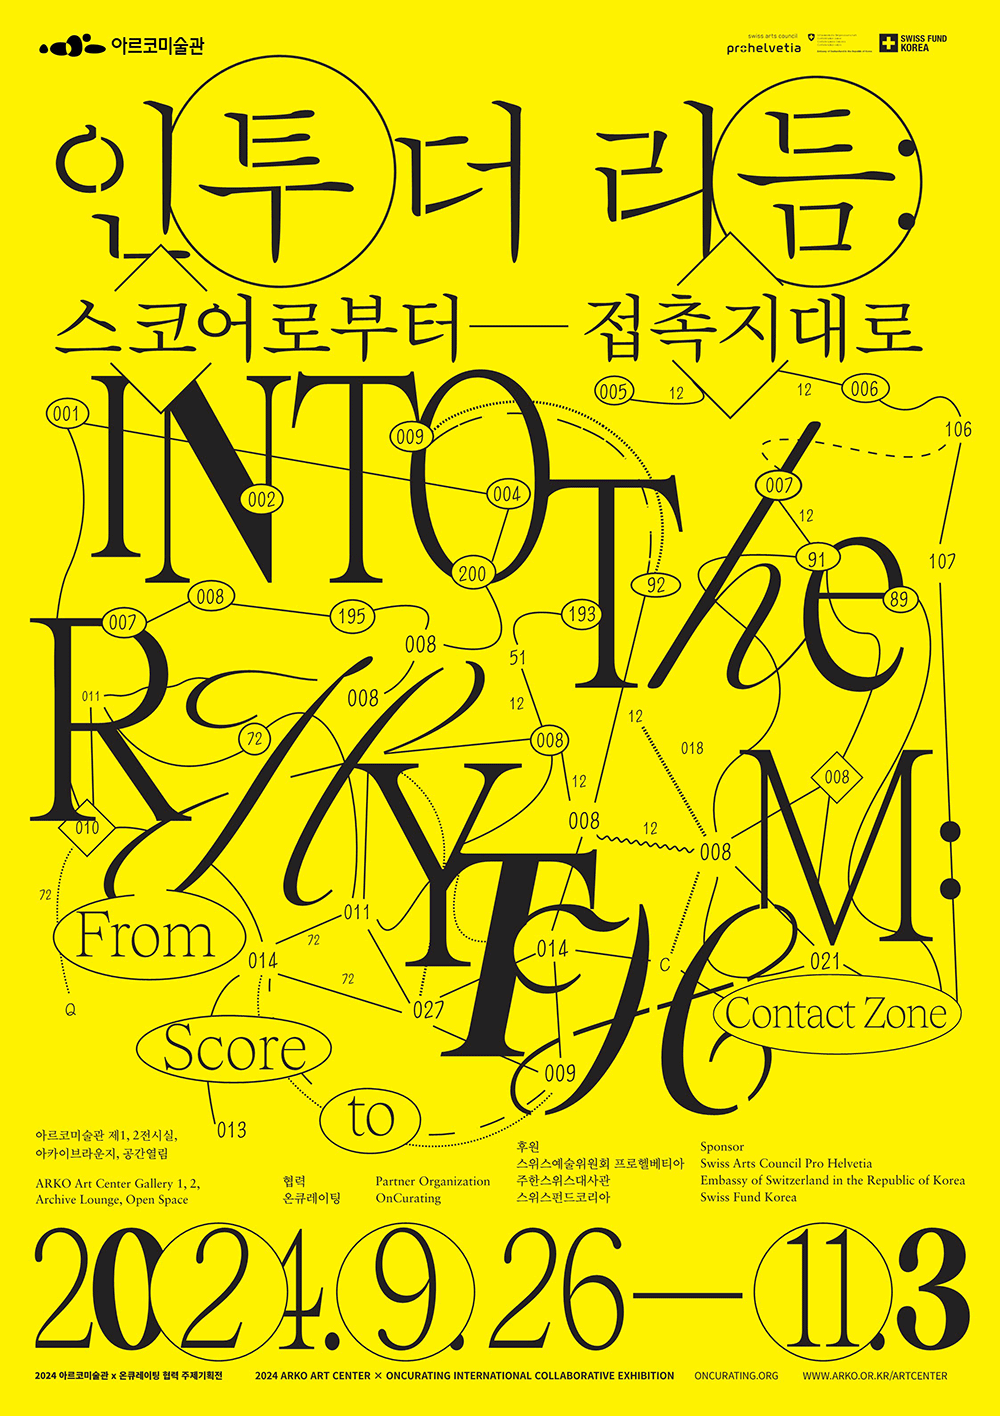 아르코미술관
swiss arts council
prohelvetia
SWISS FUND
KOREA
인투 더 리듬:
스코어로부터 — 접촉지대로
INTO The
RhYTHM:
From
Score
to
Contact Zone
001
002
009
004
200
005
12
12
006
106
007
12
91
107
92
89
008
007
195
008
193
51
011
008
72
12
008
12
018
12
008
010
008
12
008
72
011
72
014
72
014
C
021
027
Q
009
013
아르코미술관 제1, 2전시실,
아카이브라운지, 공간열림
ARKO Art Center Gallery 1, 2,
Archive Lounge, Open Space
협력
온큐레이팅
Partner Organization
OnCurating
후원
스위스예술위원회 프로헬베티아
주한스위스대사관
스위스펀드코리아
Sponsor
Swiss Arts Council Pro Helvetia
Embassy of Switzerland in the Republic of Korea
Swiss Fund Korea
2024.9.26—11.3
2024 아르코미술관 x 온큐레이팅 협력 주제기획전
2024 ARKO ART CENTER × ONCURATING INTERNATIONAL COLLABORATIVE EXHIBITION
ONCURATING.ORG
WWW.ARKO.OR.KR/ARTCENTER